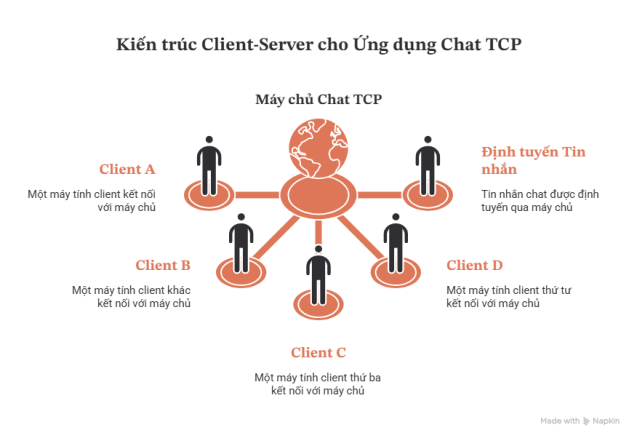 Kiến trúc Client-Server cho Ứng dụng Chat TCP
Máy chủ Chat TCP
Client A
Một máy tính client kết nối
với máy chủ
Định tuyến Tin
nhắn
Tin nhắn chat được định
tuyến qua máy chủ
Client B
Một máy tính client khác
kết nối với máy chủ
Client D
Một máy tính client thứ tư
kết nối với máy chủ
Client C
Một máy tính client thứ ba
kết nối với máy chủ
Made with Napkin